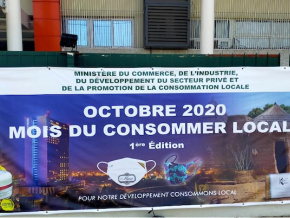 MINISTÈRE DU COMMERCE, DE L'INDUSTRIE,
DU DÉVELOPPEMENT DU SECTEUR PRIVÉ ET
DE LA PROMOTION DE LA CONSOMMATION LOCALE
OCTOBRE 2020
MOIS DU CONSOMMER LOCAL
1ère Édition
POUR NOTRE DÉVELOPPEMENT CONSOMMONS LOCAL